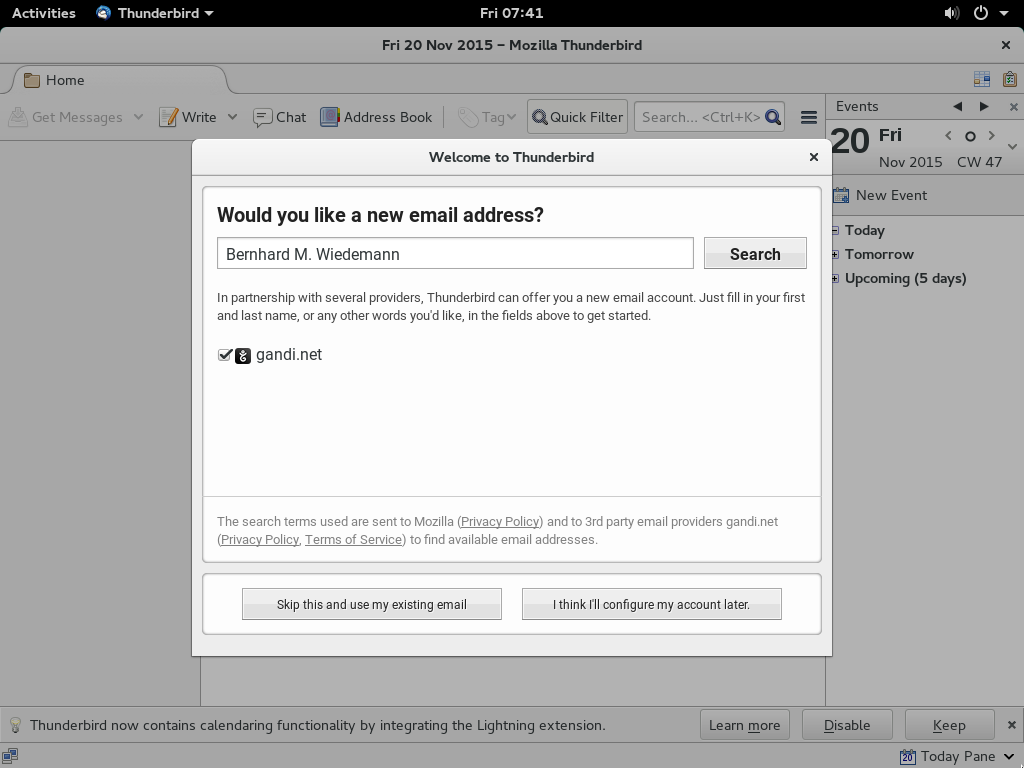 Activities Thunderbird Fri 07:41
Fri 20 Nov 2015 – Mozilla Thunderbird
Home
Get Messages Write Chat Address Book Tag Quick Filter Search... <Ctrl+K>
Events
20 Fri
Nov 2015 CW 47
New Event
Today
Tomorrow
Upcoming (5 days)
Welcome to Thunderbird
Would you like a new email address?
Bernhard M. Wiedemann Search
In partnership with several providers, Thunderbird can offer you a new email account. Just fill in your first
and last name, or any other words you'd like, in the fields above to get started.
gandi.net
The search terms used are sent to Mozilla (Privacy Policy) and to 3rd party email providers gandi.net
(Privacy Policy, Terms of Service) to find available email addresses.
Skip this and use my existing email I think I'll configure my account later.
Thunderbird now contains calendaring functionality by integrating the Lightning extension. Learn more Disable Keep
20 Today Pane